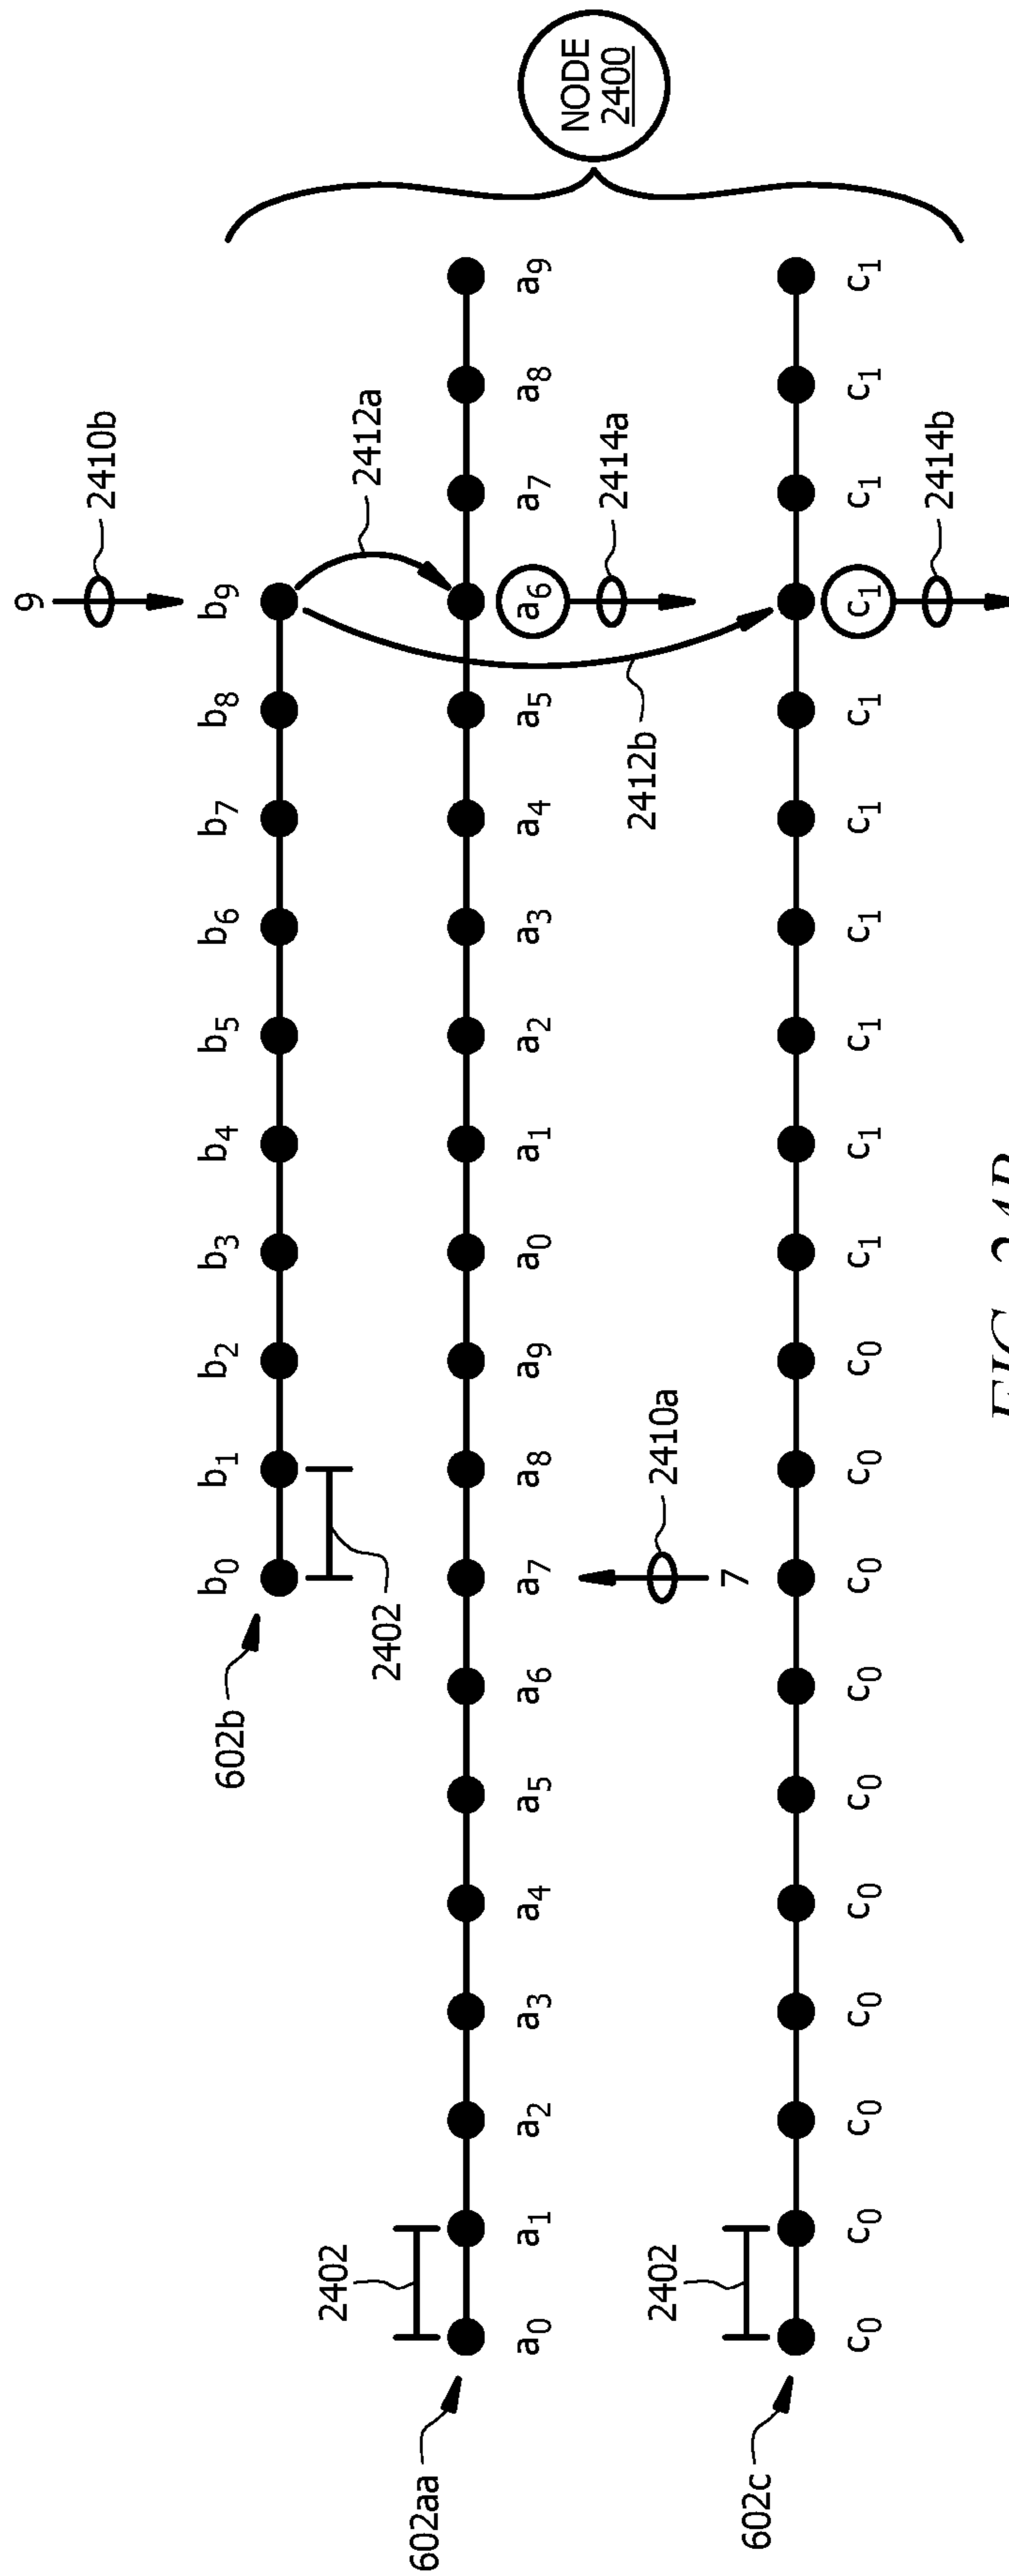 9
2410b
b0 b1 b2 b3 b4 b5 b6 b7 b8 b9
602b
2412a
2402
2402
602aa
a0 a1 a2 a3 a4 a5 a6 a7 a8 a9 a0 a1 a2 a3 a4 a5 a6 a7 a8 a9
NODE
2400
2414a
2412b
2410a
2402
7
602c
c0 c0 c0 c0 c0 c0 c0 c0 c0 c0 c1 c1 c1 c1 c1 c1 c1 c1 c1 c1
2414b
FIG.